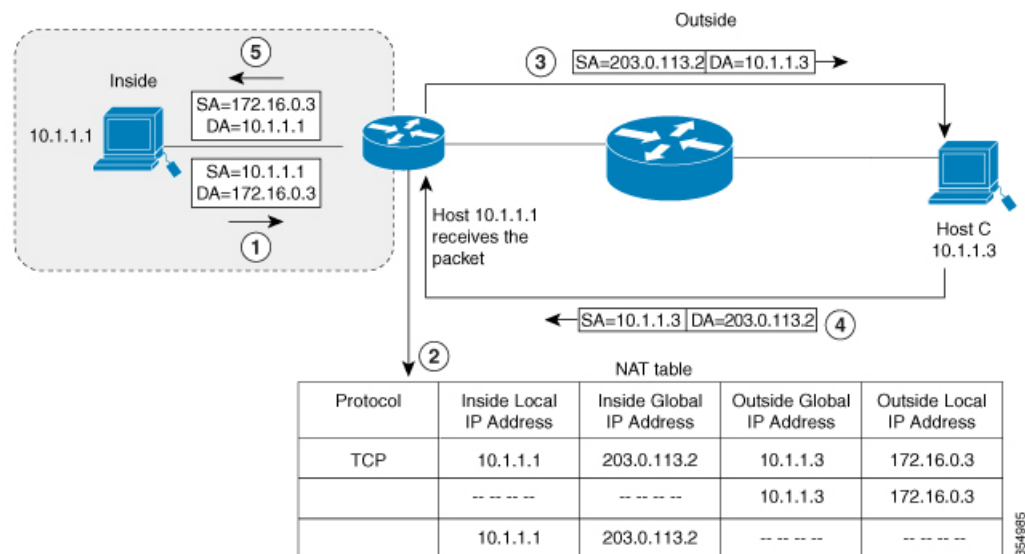 Outside
3
SA=203.0.113.2 DA=10.1.1.3
5
Inside
SA=172.16.0.3
DA=10.1.1.1
10.1.1.1
SA=10.1.1.1
DA=172.16.0.3
1
Host 10.1.1.1
receives the
packet
Host C
10.1.1.3
SA=10.1.1.3 DA=203.0.113.2
4
2
NAT table
Protocol Inside Local IP Address Inside Global IP Address Outside Global IP Address Outside Local IP Address
TCP 10.1.1.1 203.0.113.2 10.1.1.3 172.16.0.3
-- -- -- -- -- -- -- -- 10.1.1.3 172.16.0.3
10.1.1.1 203.0.113.2 -- -- -- -- -- -- -- --